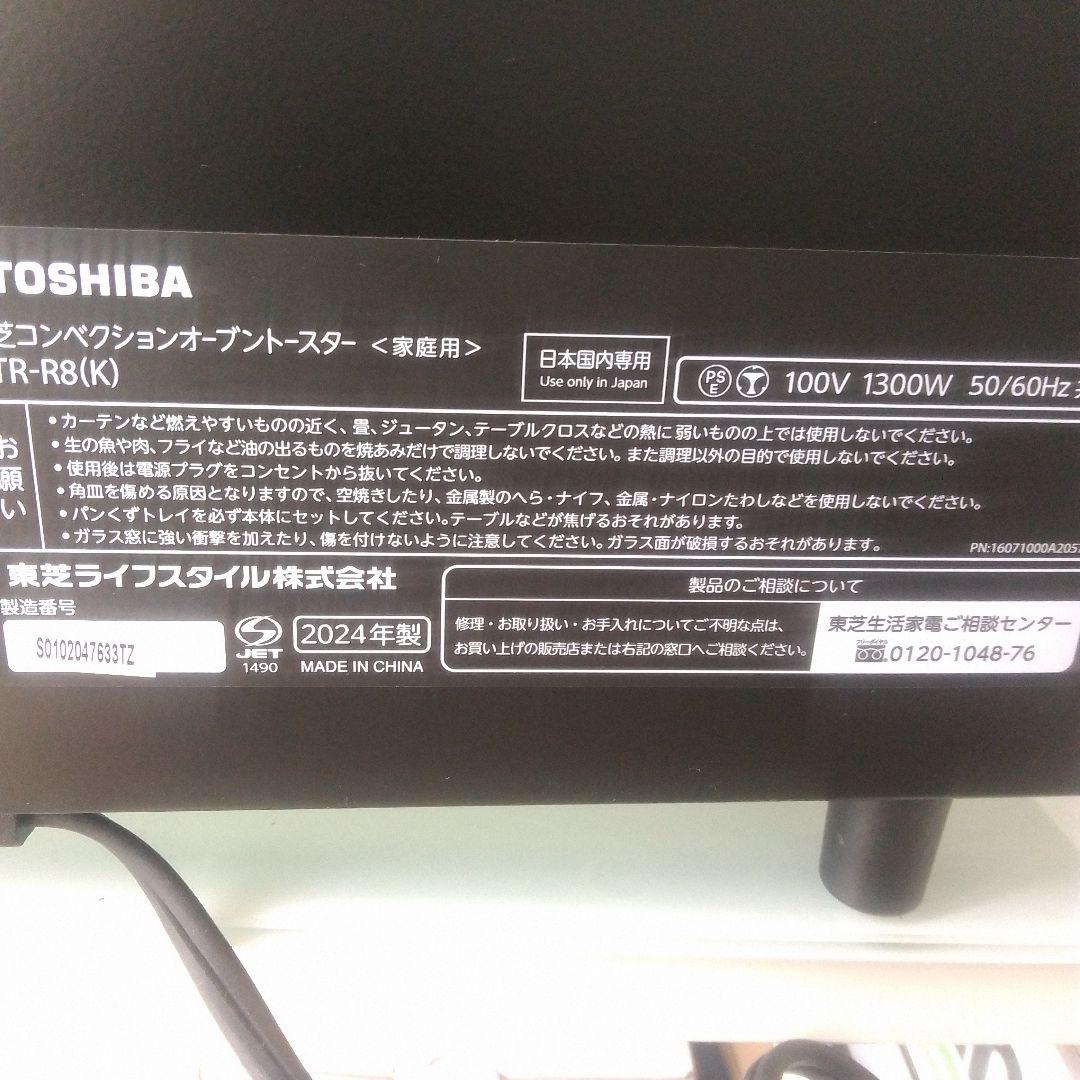 TOSHIBA
芝コンベクションオーブントースター <家庭用>
TR-R8(K)
日本国内専用
Use only in Japan
PS E 100V 1300W 50/60Hz
お願い
•カーテンなど燃えやすいものの近く、畳、ジュータン、テーブルクロスなどの熱に弱いものの上では使用しないでください。
•生の魚や肉、フライなど油の出るものを焼あみだけで調理しないでください。また調理以外の目的で使用しないでください。
•使用後は電源プラグをコンセントから抜いてください。
•角皿を傷める原因となりますので、空焼きしたり、金属製のへら・ナイフ、金属・ナイロンたわしなどを使用しないでください。
•パンくずトレイを必ず本体にセットしてください。テーブルなどが焦げるおそれがあります。
•ガラス窓に強い衝撃を加えたり、傷を付けないように注意してください。ガラス面が破損するおそれがあります。
PN:16071000A2057
東芝ライフスタイル株式会社
製造番号
S0102047633TZ
JET
1490
2024年製
MADE IN CHINA
製品のご相談について
修理・お取り扱い・お手入れについてご不明な点は、
お買い上げの販売店または右記の窓口へご相談ください。
東芝生活家電ご相談センター
フリーダイヤル
0120-1048-76